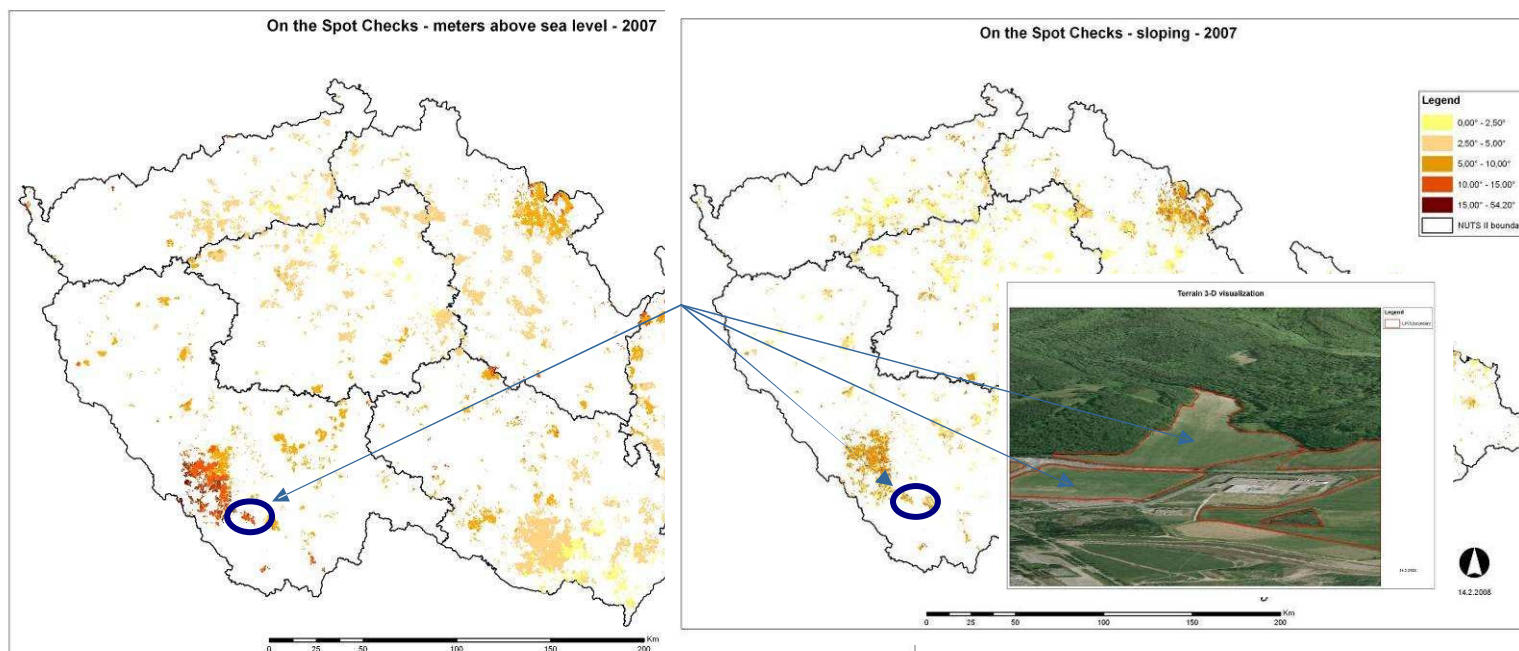 On the Spot Checks - meters above sea level - 2007
Km
0 25 50 100 150 200
On the Spot Checks - sloping - 2007
Legend
0,00° - 2,50°
2,50° - 5,00°
5,00° - 10,00°
10,00° - 15,00°
15,00° - 54,20°
NUTS II bounda
Terrain 3-D visualization
Legend
14.2.2008
14.2.2008
Km
0 25 50 100 150 200